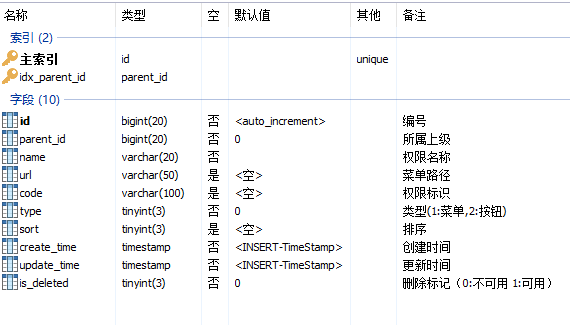 名称 类型 空 默认值 其他 备注
索引 (2)
主索引 id unique
idx_parent_id parent_id
字段 (10)
id bigint(20) 否 <auto_increment> 编号
parent_id bigint(20) 否 0 所属上级
name varchar(20) 否 权限名称
url varchar(50) 是 <空> 菜单路径
code varchar(100) 是 <空> 权限标识
type tinyint(3) 否 0 类型(1:菜单,2:按钮)
sort tinyint(3) 是 <空> 排序
create_time timestamp 否 <INSERT-TimeStamp> 创建时间
update_time timestamp 否 <INSERT-TimeStamp> 更新时间
is_deleted tinyint(3) 否 0 删除标记（0:不可用 1:可用）